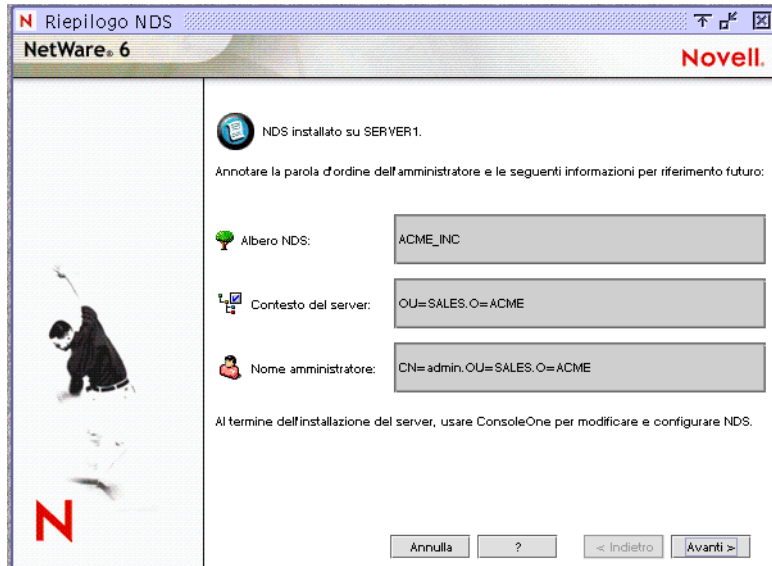 N Riepilogo NDS
NetWare® 6
Novell.
NDS installato su SERVER1.
Annotare la parola d'ordine dell'amministratore e le seguenti informazioni per riferimento futuro:
Albero NDS:
ACME_INC
Contesto del server:
OU=SALES.O=ACME
Nome amministratore:
CN=admin.OU=SALES.O=ACME
Al termine dell'installazione del server, usare ConsoleOne per modificare e configurare NDS.
N
Annulla
?
< Indietro
Avanti >